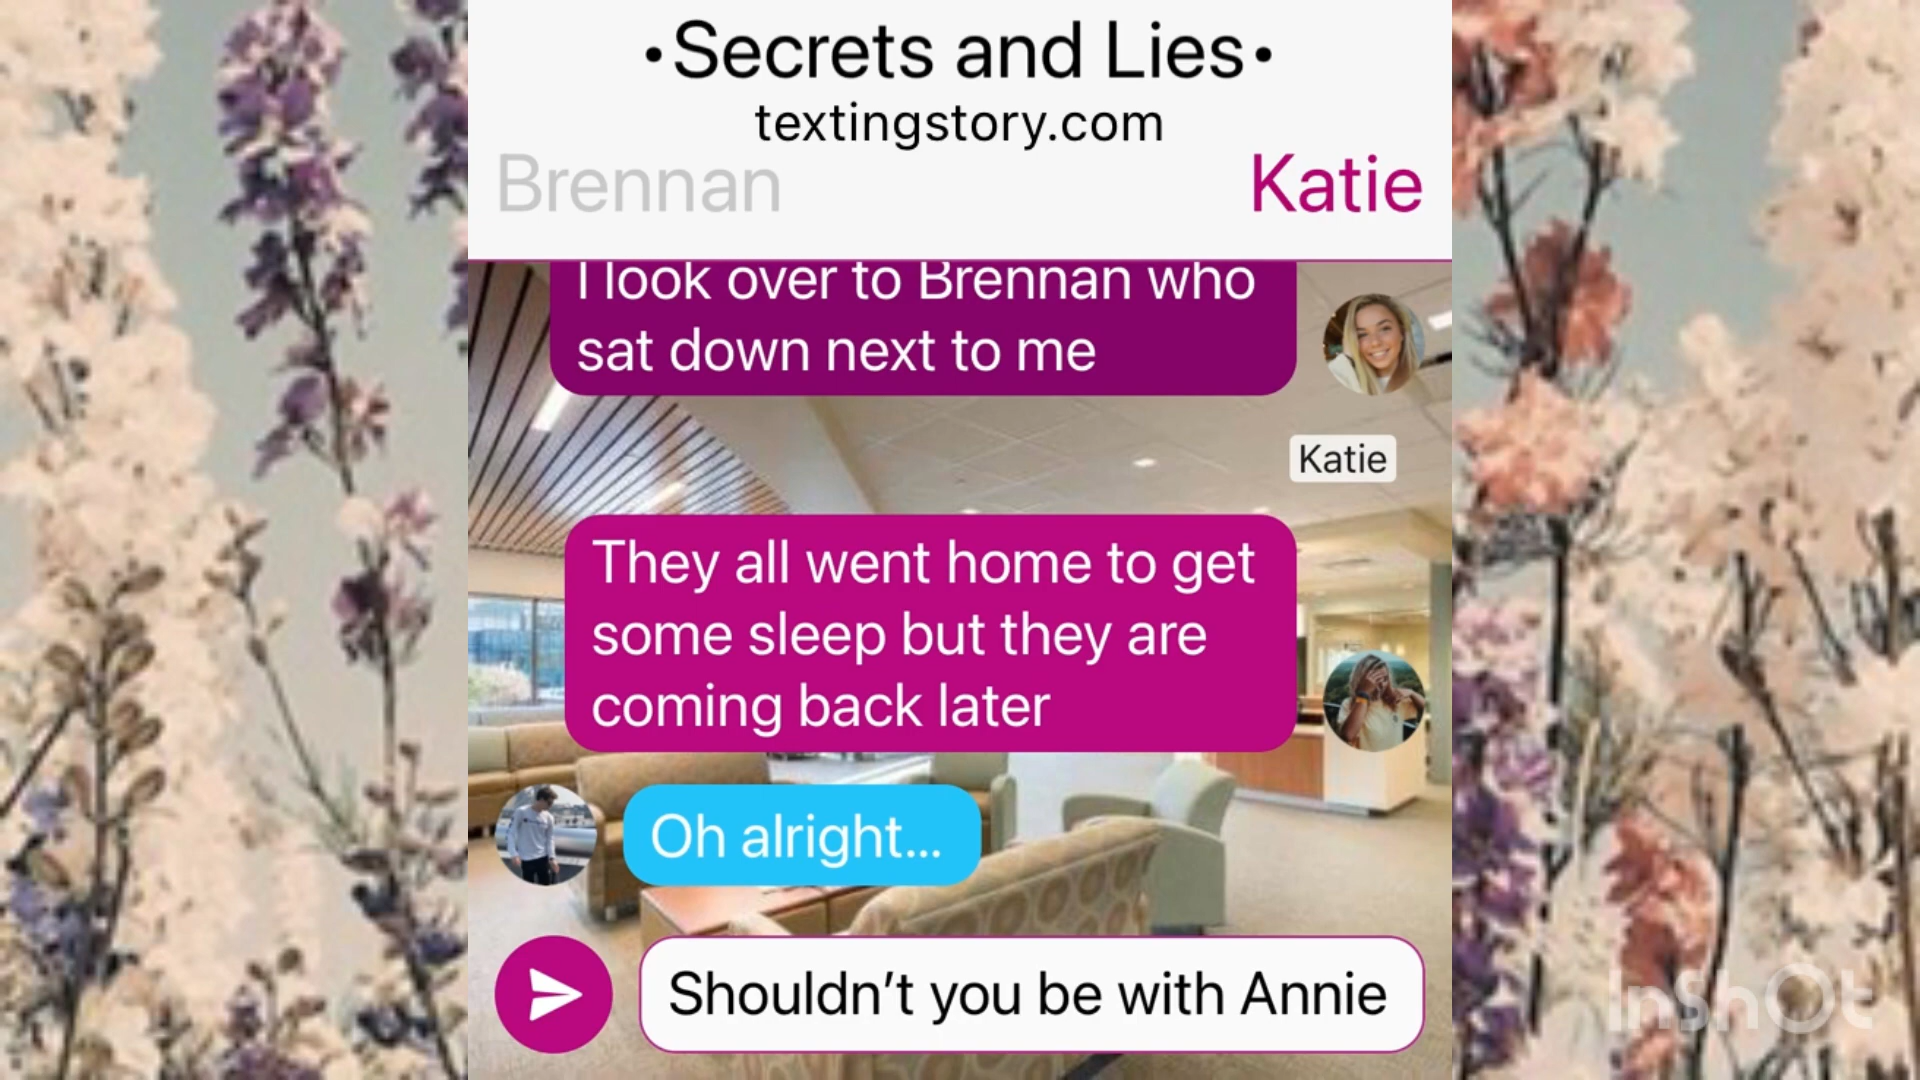 •Secrets and Lies•
textingstory.com
Brennan
Katie
I look over to Brennan who
sat down next to me
Katie
They all went home to get
some sleep but they are
coming back later
Oh alright...
Shouldn't you be with Annie
InShOt